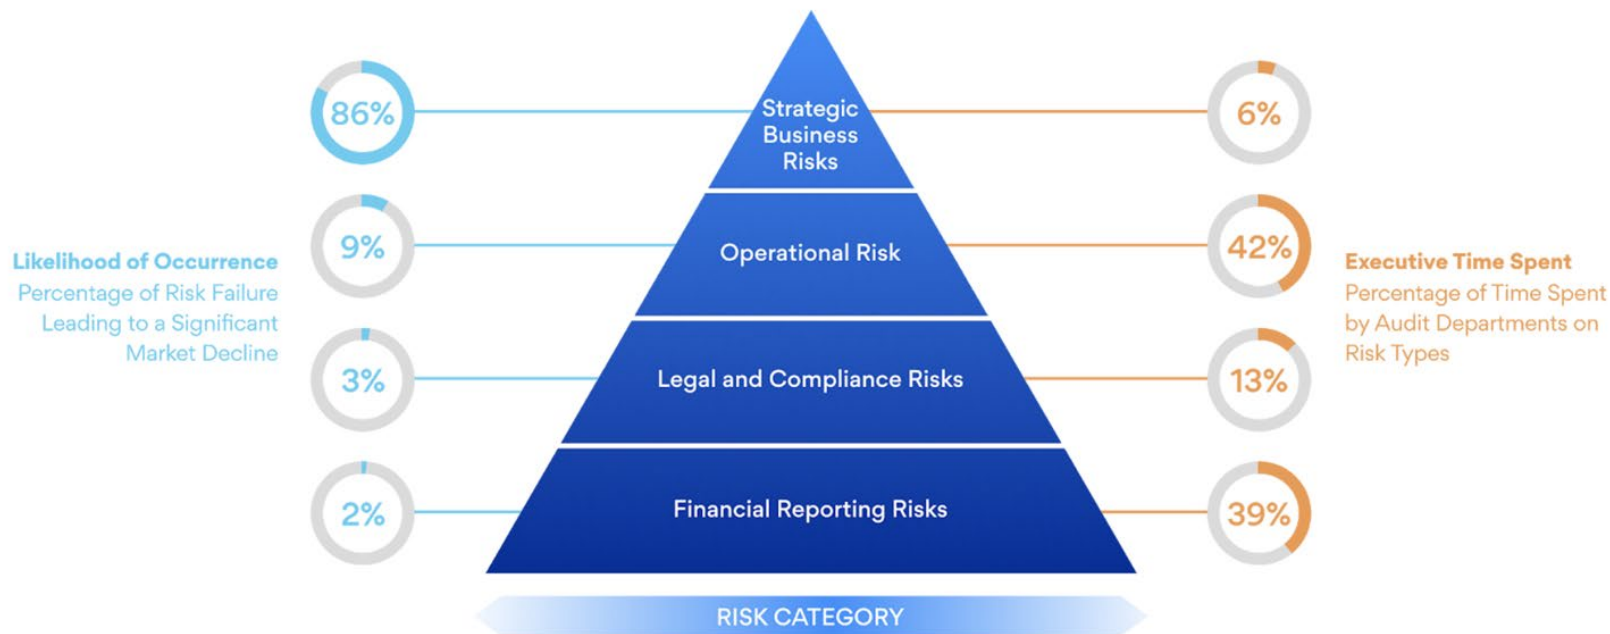 86%
Strategic
Business
Risks
6%
9%
Operational Risk
42%
Likelihood of Occurrence
Percentage of Risk Failure
Leading to a Significant
Market Decline
Executive Time Spent
Percentage of Time Spent
by Audit Departments on
Risk Types
3%
Legal and Compliance Risks
13%
2%
Financial Reporting Risks
39%
RISK CATEGORY